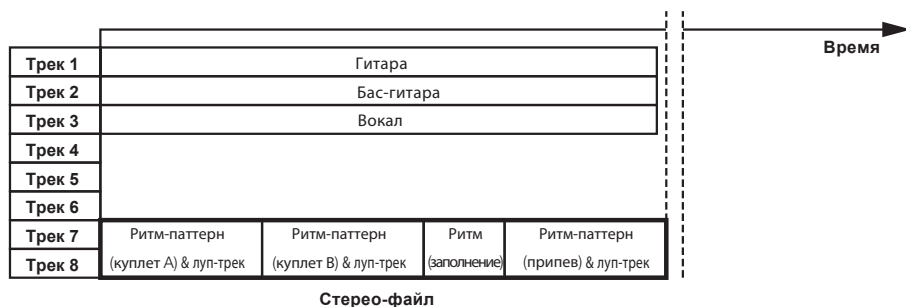 Время
Трек 1 Гитара
Трек 2 Бас-гитара
Трек 3 Вокал
Трек 4
Трек 5
Трек 6
Трек 7 Ритм-паттерн Ритм-паттерн Ритм Ритм-паттерн
Трек 8 (куплет А) & луп-трек (куплет В) & луп-трек (заполнение) (припев) & луп-трек
Стерео-файл